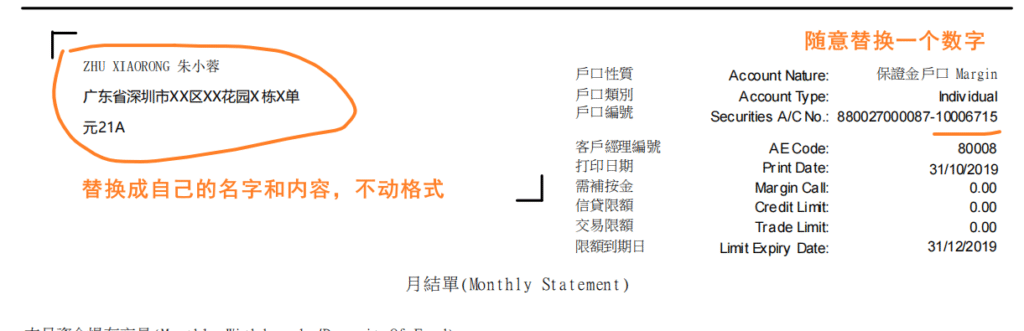 随意替换一个数字
ZHU XIAORONG 朱小蓉
广东省深圳市XX区XX花园X栋X单
元21A
替换成自己的名字和内容，不动格式
戶口性質 Account Nature: 保證金戶口 Margin
戶口類別 Account Type: Individual
戶口編號 Securities A/C No.: 880027000087-10006715
客戶經理編號 AE Code: 80008
打印日期 Print Date: 31/10/2019
需補按金 Margin Call: 0.00
信貸限額 Credit Limit: 0.00
交易限額 Trade Limit: 0.00
限額到期日 Limit Expiry Date: 31/12/2019
月結單(Monthly Statement)